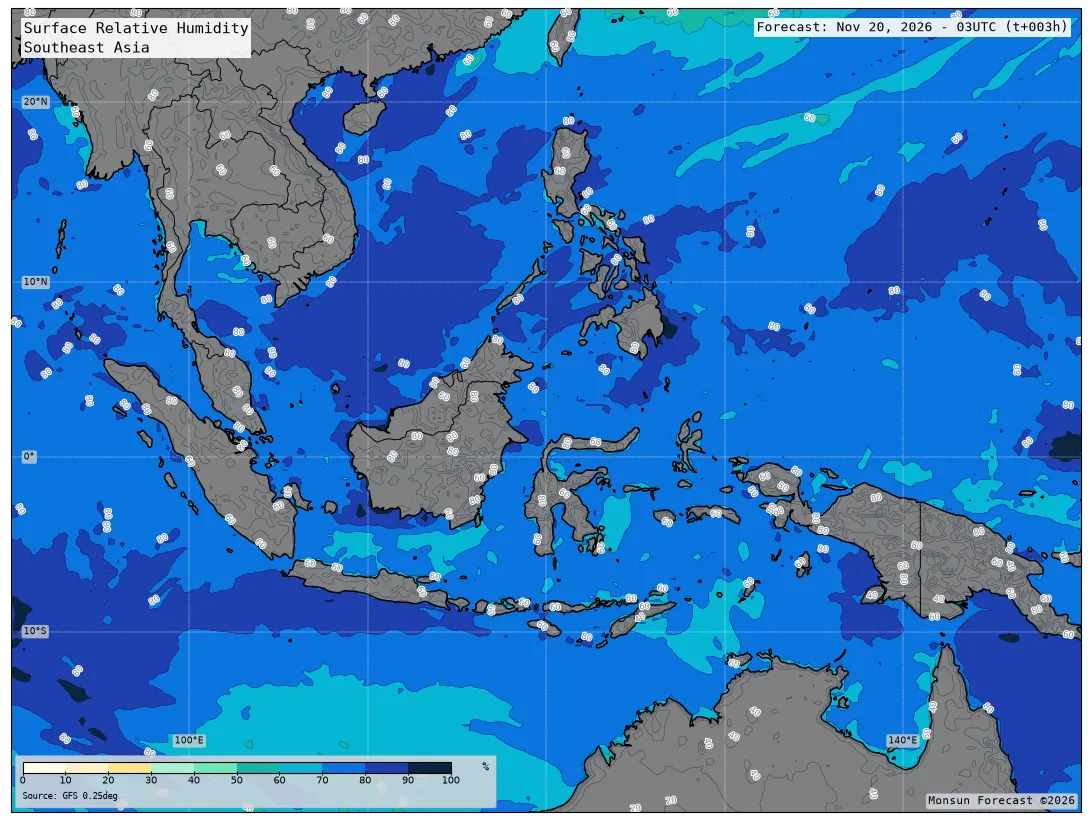 Surface Relative Humidity
Southeast Asia
Forecast: Nov 20, 2026 - 03UTC (t+003h)
20°N
10°N
0°
10°S
100°E
140°E
%
0 10 20 30 40 50 60 70 80 90 100
Source: GFS 0.25deg
Monsun Forecast ©2026